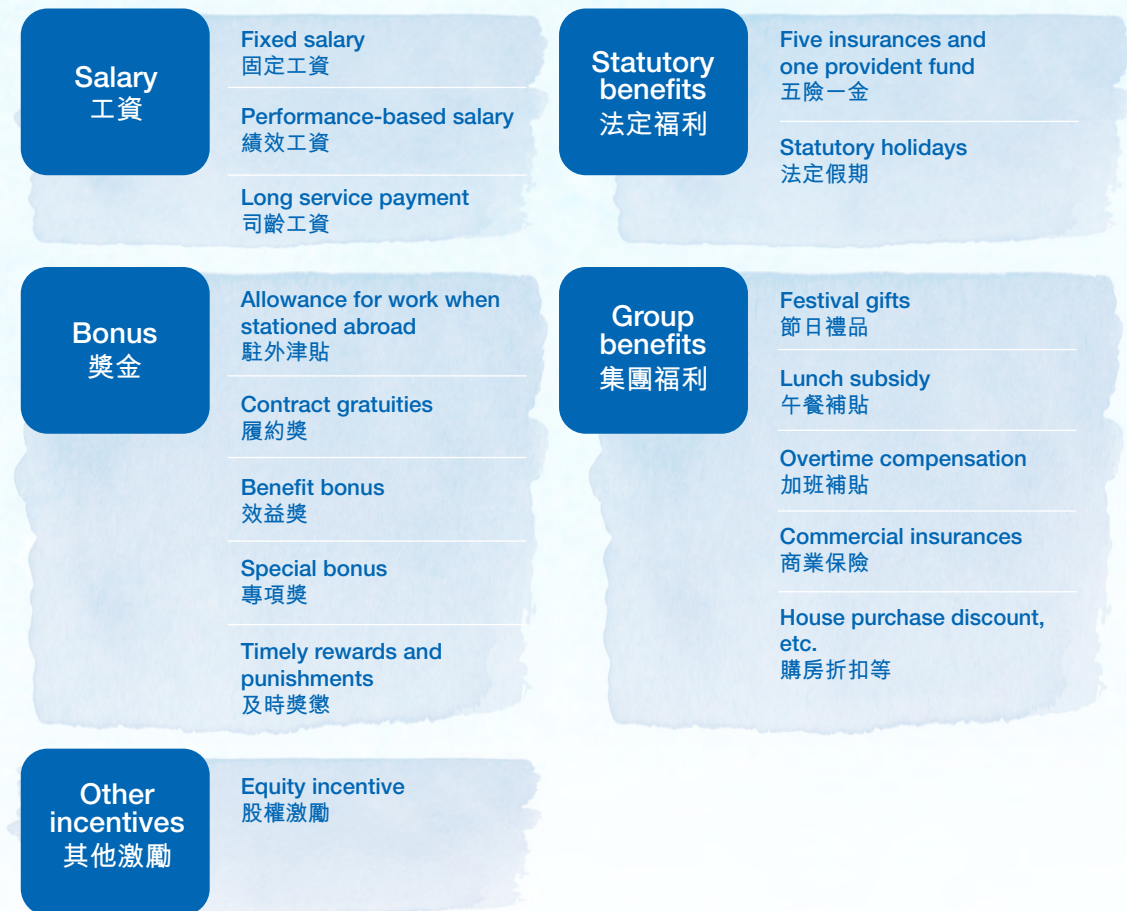 Salary
工資
Fixed salary
固定工資
Performance-based salary
績效工資
Long service payment
司齡工資
Statutory
benefits
法定福利
Five insurances and
one provident fund
五險一金
Statutory holidays
法定假期
Bonus
獎金
Allowance for work when
stationed abroad
駐外津貼
Contract gratuities
履約獎
Benefit bonus
效益獎
Special bonus
專項獎
Timely rewards and
punishments
及時獎懲
Group
benefits
集團福利
Festival gifts
節日禮品
Lunch subsidy
午餐補貼
Overtime compensation
加班補貼
Commercial insurances
商業保險
House purchase discount,
etc.
購房折扣等
Other
incentives
其他激勵
Equity incentive
股權激勵